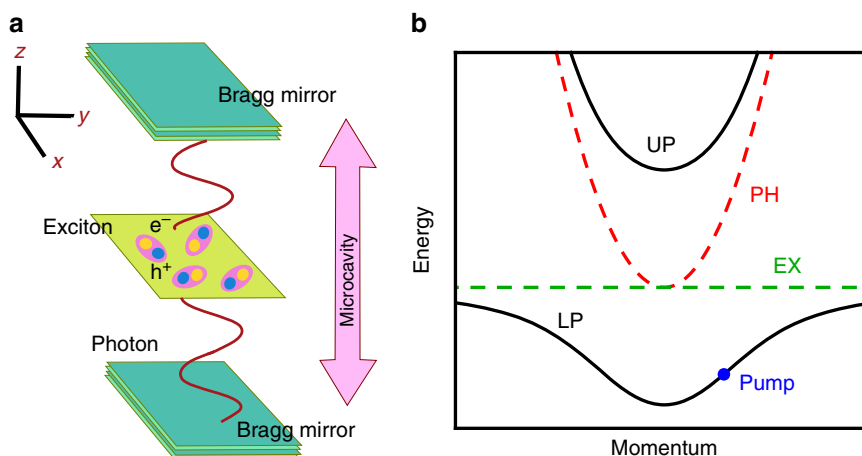 a
z
y
x
Bragg mirror
Exciton
e−
h+
Microcavity
Photon
Bragg mirror
b
Energy
UP
PH
EX
LP
Pump
Momentum